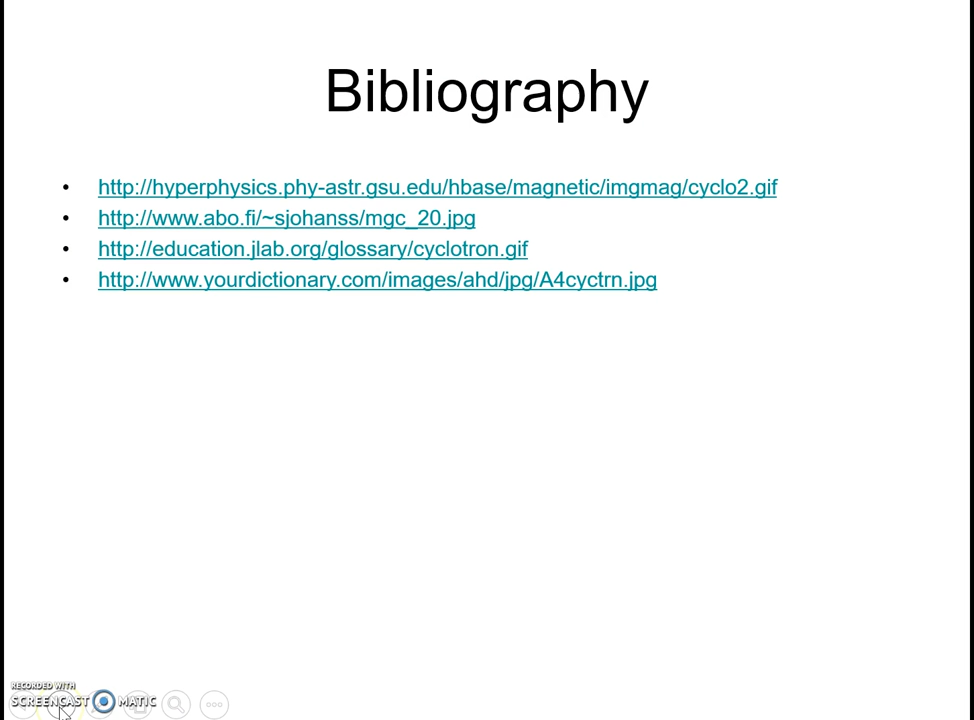 Bibliography
• http://hyperphysics.phy-astr.gsu.edu/hbase/magnetic/imgmag/cyclo2.gif
• http://www.abo.fi/~sjohanss/mgc_20.jpg
• http://education.jlab.org/glossary/cyclotron.gif
• http://www.yourdictionary.com/images/ahd/jpg/A4cyctrn.jpg
RECORDED WITH
SCREENCAST MATIC